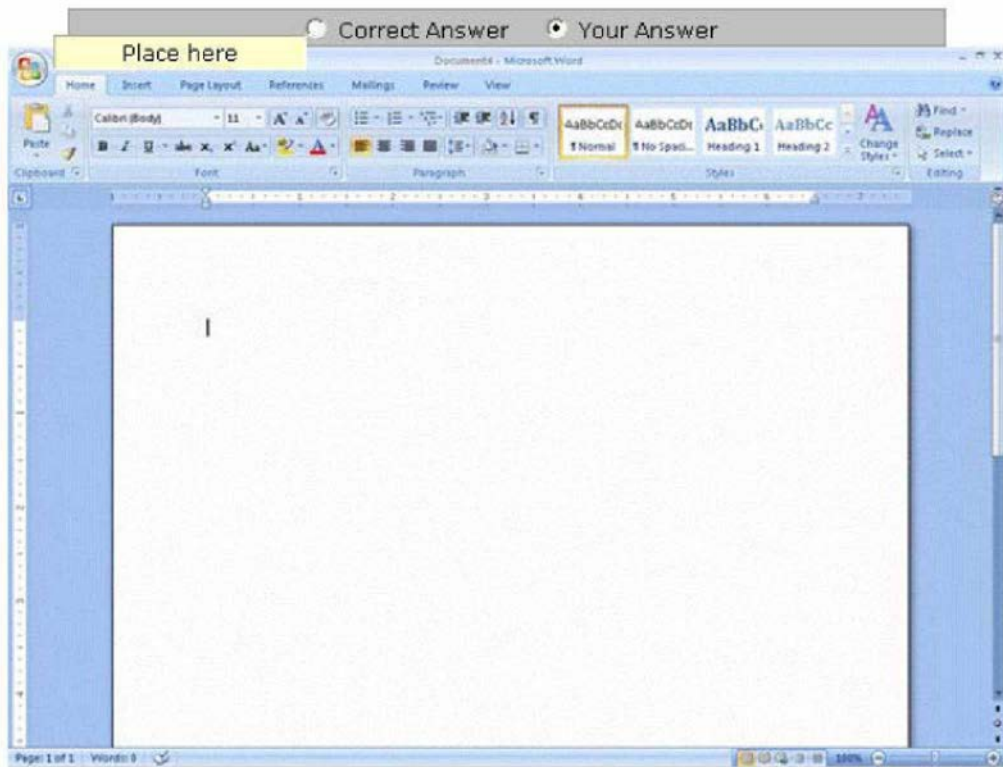 Correct Answer Your Answer
Place here
Document4 - Microsoft Word
Home Insert Page Layout References Mailings Review View
Paste
Calibri (Body) 11
AaBbCcDc AaBbCcDc AaBbC AaBbCc
¶ Normal ¶ No Spaci... Heading 1 Heading 2
Change Styles
Find
Replace
Select
Clipboard Font Paragraph Styles Editing
Page: 1 of 1 Words: 0 100%